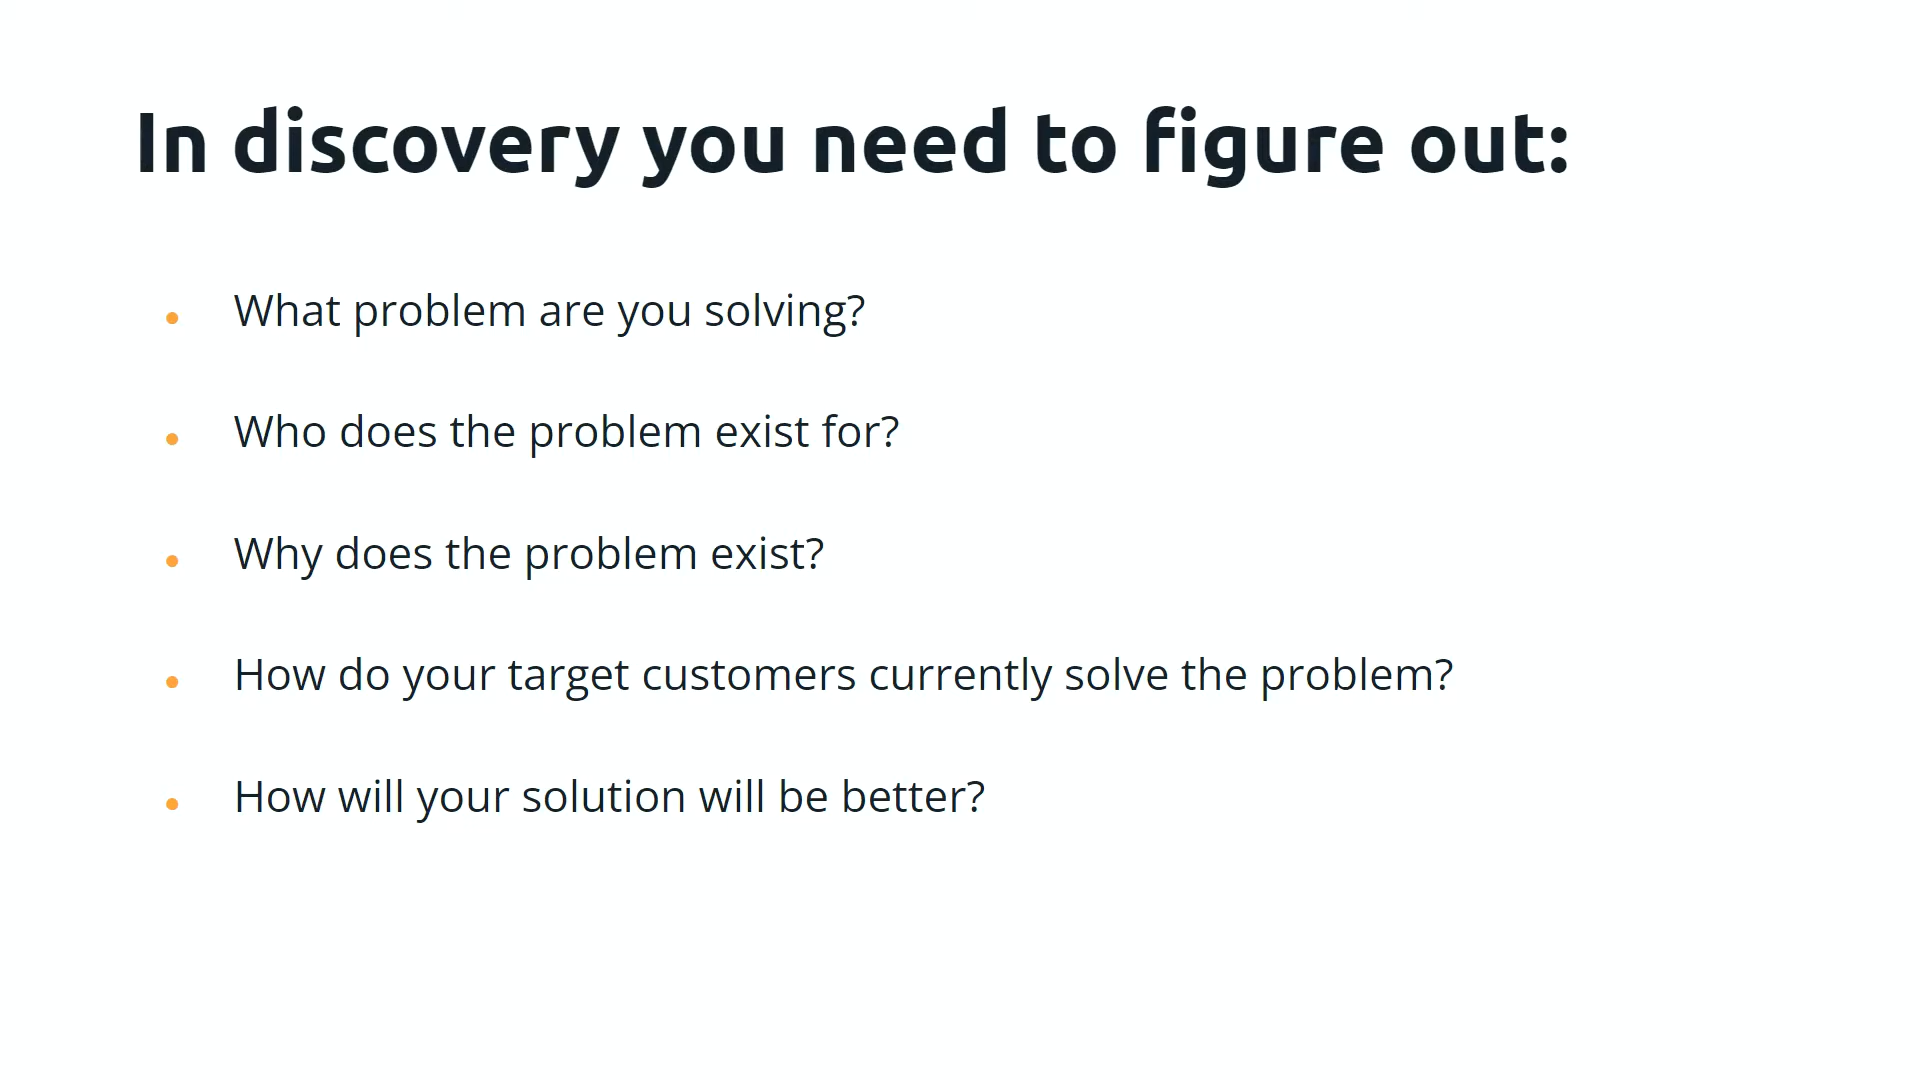 In discovery you need to figure out:
• What problem are you solving?
• Who does the problem exist for?
• Why does the problem exist?
• How do your target customers currently solve the problem?
• How will your solution will be better?